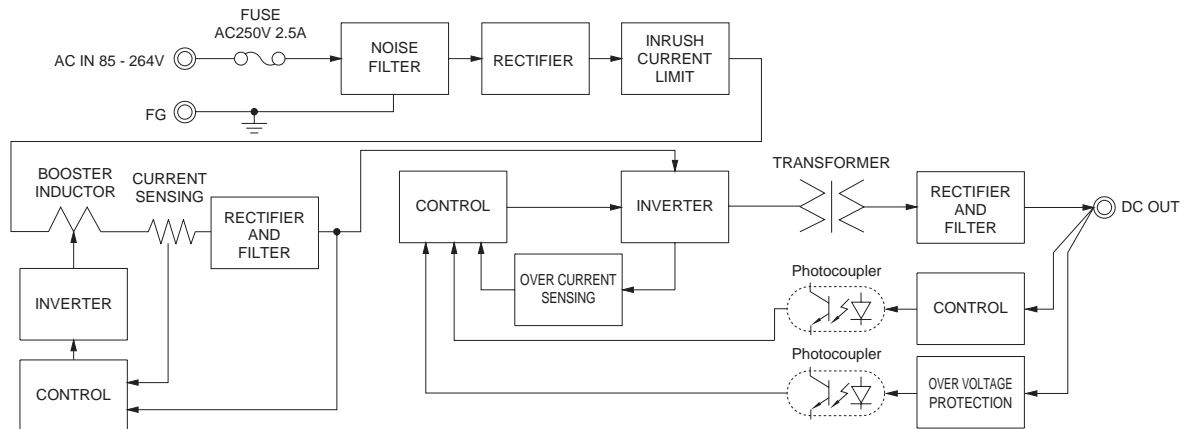 FUSE
AC250V 2.5A
AC IN 85 - 264V
NOISE
FILTER
RECTIFIER
INRUSH
CURRENT
LIMIT
FG
BOOSTER
INDUCTOR
CURRENT
SENSING
RECTIFIER
AND
FILTER
CONTROL
INVERTER
TRANSFORMER
RECTIFIER
AND
FILTER
DC OUT
OVER CURRENT
SENSING
INVERTER
CONTROL
Photocoupler
CONTROL
Photocoupler
OVER VOLTAGE
PROTECTION